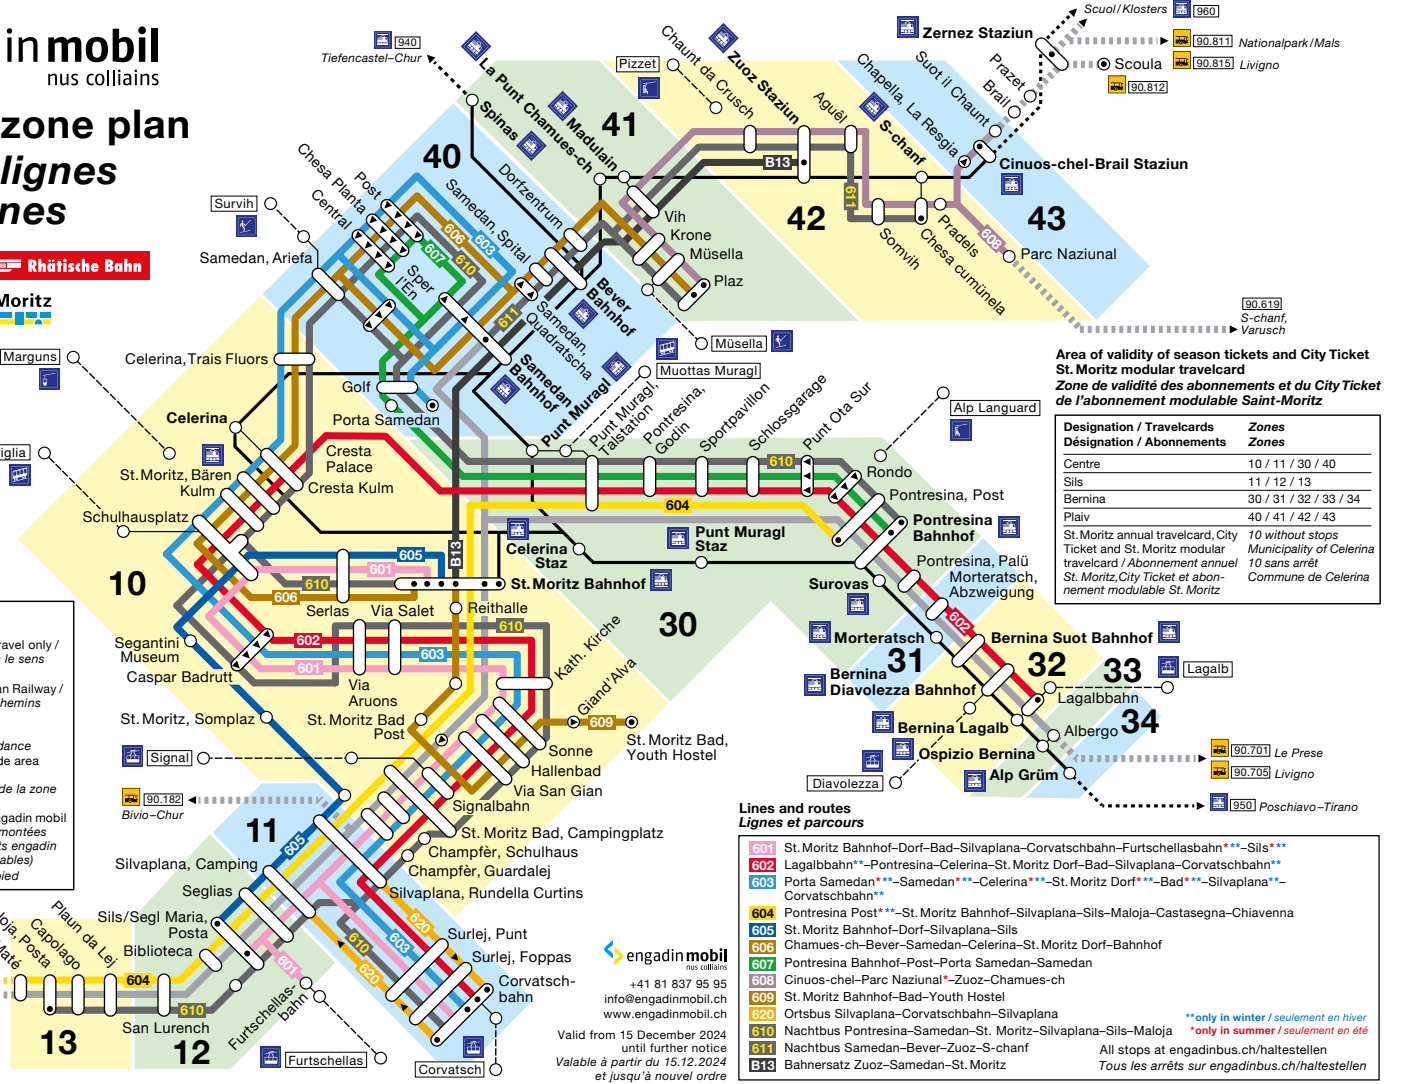 in mobil
nus colliains
zone plan
lignes
nes
Rhätische Bahn
Moritz
940
Tiefencastel–Chur
Scuol/Klosters
960
90.811
Nationalpark/Mals
90.815
Livigno
Scoula
90.812
Zernez Staziun
Prazet
Brail
Suot il Chaunt
Chapella, La Resgia
Cinuos-chel-Brail Staziun
S-chanf
Aguêl
Zuoz Staziun
Chaunt da Crusch
Pizzet
La Punt Chamues-ch
Madulain
Spinas
41
40
42
43
B13
611
608
Vih
Krone
Müsella
Plaz
Somvih
Chesa cumünela
Pradels
Parc Naziunal
90.619
S-chanf,
Varusch
Survih
Samedan, Ariefa
Chesa Planta
Central
Post
Samedan, Spital
Dorfzentrum
606
603
610
607
Sper
l'En
611
Samedan,
Quadratscha
Bever
Bahnhof
Samedan
Bahnhof
Punt Muragl
Muottas Muragl
Müsella
Marguns
Celerina, Trais Fluors
Golf
Porta Samedan
Celerina
Cresta
Palace
Cresta Kulm
St. Moritz, Bären
Kulm
Schulhausplatz
Punt Muragl,
Talstation
Pontresina,
Godin
Sportpavillon
Schlossgarage
Punt Ota Sur
Alp Languard
Rondo
Pontresina, Post
Pontresina
Bahnhof
610
604
Pontresina, Palü
Morteratsch,
Abzweigung
Surovas
Punt Muragl
Staz
Celerina
Staz
St. Moritz Bahnhof
B13
605
601
610
606
10
30
Serlas
Via Salet
Reithalle
602
603
601
610
Segantini
Museum
Caspar Badrutt
Via
Aruons
St. Moritz, Somplaz
St. Moritz Bad
Post
Kath. Kirche
Giand'Alva
609
St. Moritz Bad,
Youth Hostel
Sonne
Hallenbad
Via San Gian
Signalbahn
Signal
St. Moritz Bad, Campingplatz
Champfèr, Schulhaus
Champfèr, Guardalej
Silvaplana, Rundella Curtins
90.182
Bivio–Chur
11
605
Silvaplana, Camping
Seglias
Sils/Segl Maria,
Posta
Biblioteca
Plaun da Lej
Capolago
604
610
San Lurench
13
12
601
Furtschellas-
bahn
Furtschellas
620
603
610
620
Surlej, Punt
Surlej, Foppas
Corvatsch-
bahn
Corvatsch
602
Morteratsch
Bernina
Diavolezza Bahnhof
31
Bernina Suot Bahnhof
32
33
34
Lagalb
Lagalbbahn
Albergo
Bernina Lagalb
Ospizio Bernina
Alp Grüm
Diavolezza
90.701
Le Prese
90.705
Livigno
950
Poschiavo–Tirano
Area of validity of season tickets and City Ticket
St. Moritz modular travelcard
Zone de validité des abonnements et du City Ticket
de l'abonnement modulable Saint-Moritz
Designation / Travelcards Zones
Désignation / Abonnements Zones
Centre 10 / 11 / 30 / 40
Sils 11 / 12 / 13
Bernina 30 / 31 / 32 / 33 / 34
Plaiv 40 / 41 / 42 / 43
St. Moritz annual travelcard, City 10 without stops
Ticket and St. Moritz modular Municipality of Celerina
travelcard / Abonnement annuel 10 sans arrêt
St. Moritz, City Ticket et abon- Commune de Celerina
nement modulable St. Moritz
engadin mobil
nus colliains
+41 81 837 95 95
info@engadinmobil.ch
www.engadinmobil.ch
Valid from 15 December 2024
until further notice
Valable à partir du 15.12.2024
et jusqu'à nouvel ordre
Lines and routes
Lignes et parcours
601 St. Moritz Bahnhof–Dorf–Bad–Silvaplana–Corvatschbahn–Furtschellasbahn***–Sils***
602 Lagalbbahn**–Pontresina–Celerina–St. Moritz Dorf–Bad–Silvaplana–Corvatschbahn**
603 Porta Samedan***–Samedan***–Celerina***–St. Moritz Dorf***–Bad***–Silvaplana**–
Corvatschbahn**
604 Pontresina Post***–St. Moritz Bahnhof–Silvaplana–Sils–Maloja–Castasegna–Chiavenna
605 St. Moritz Bahnhof–Dorf–Silvaplana–Sils
606 Chamues-ch–Bever–Samedan–Celerina–St. Moritz Dorf–Bahnhof
607 Pontresina Bahnhof–Post–Porta Samedan–Samedan
608 Cinuos-chel–Parc Naziunal*–Zuoz–Chamues-ch
609 St. Moritz Bahnhof–Bad–Youth Hostel
620 Ortsbus Silvaplana–Corvatschbahn–Silvaplana
610 Nachtbus Pontresina–Samedan–St. Moritz–Silvaplana–Sils–Maloja
611 Nachtbus Samedan–Bever–Zuoz–S-chanf
B13 Bahnersatz Zuoz–Samedan–St. Moritz
**only in winter / seulement en hiver
*only in summer / seulement en été
All stops at engadinbus.ch/haltestellen
Tous les arrêts sur engadinbus.ch/haltestellen